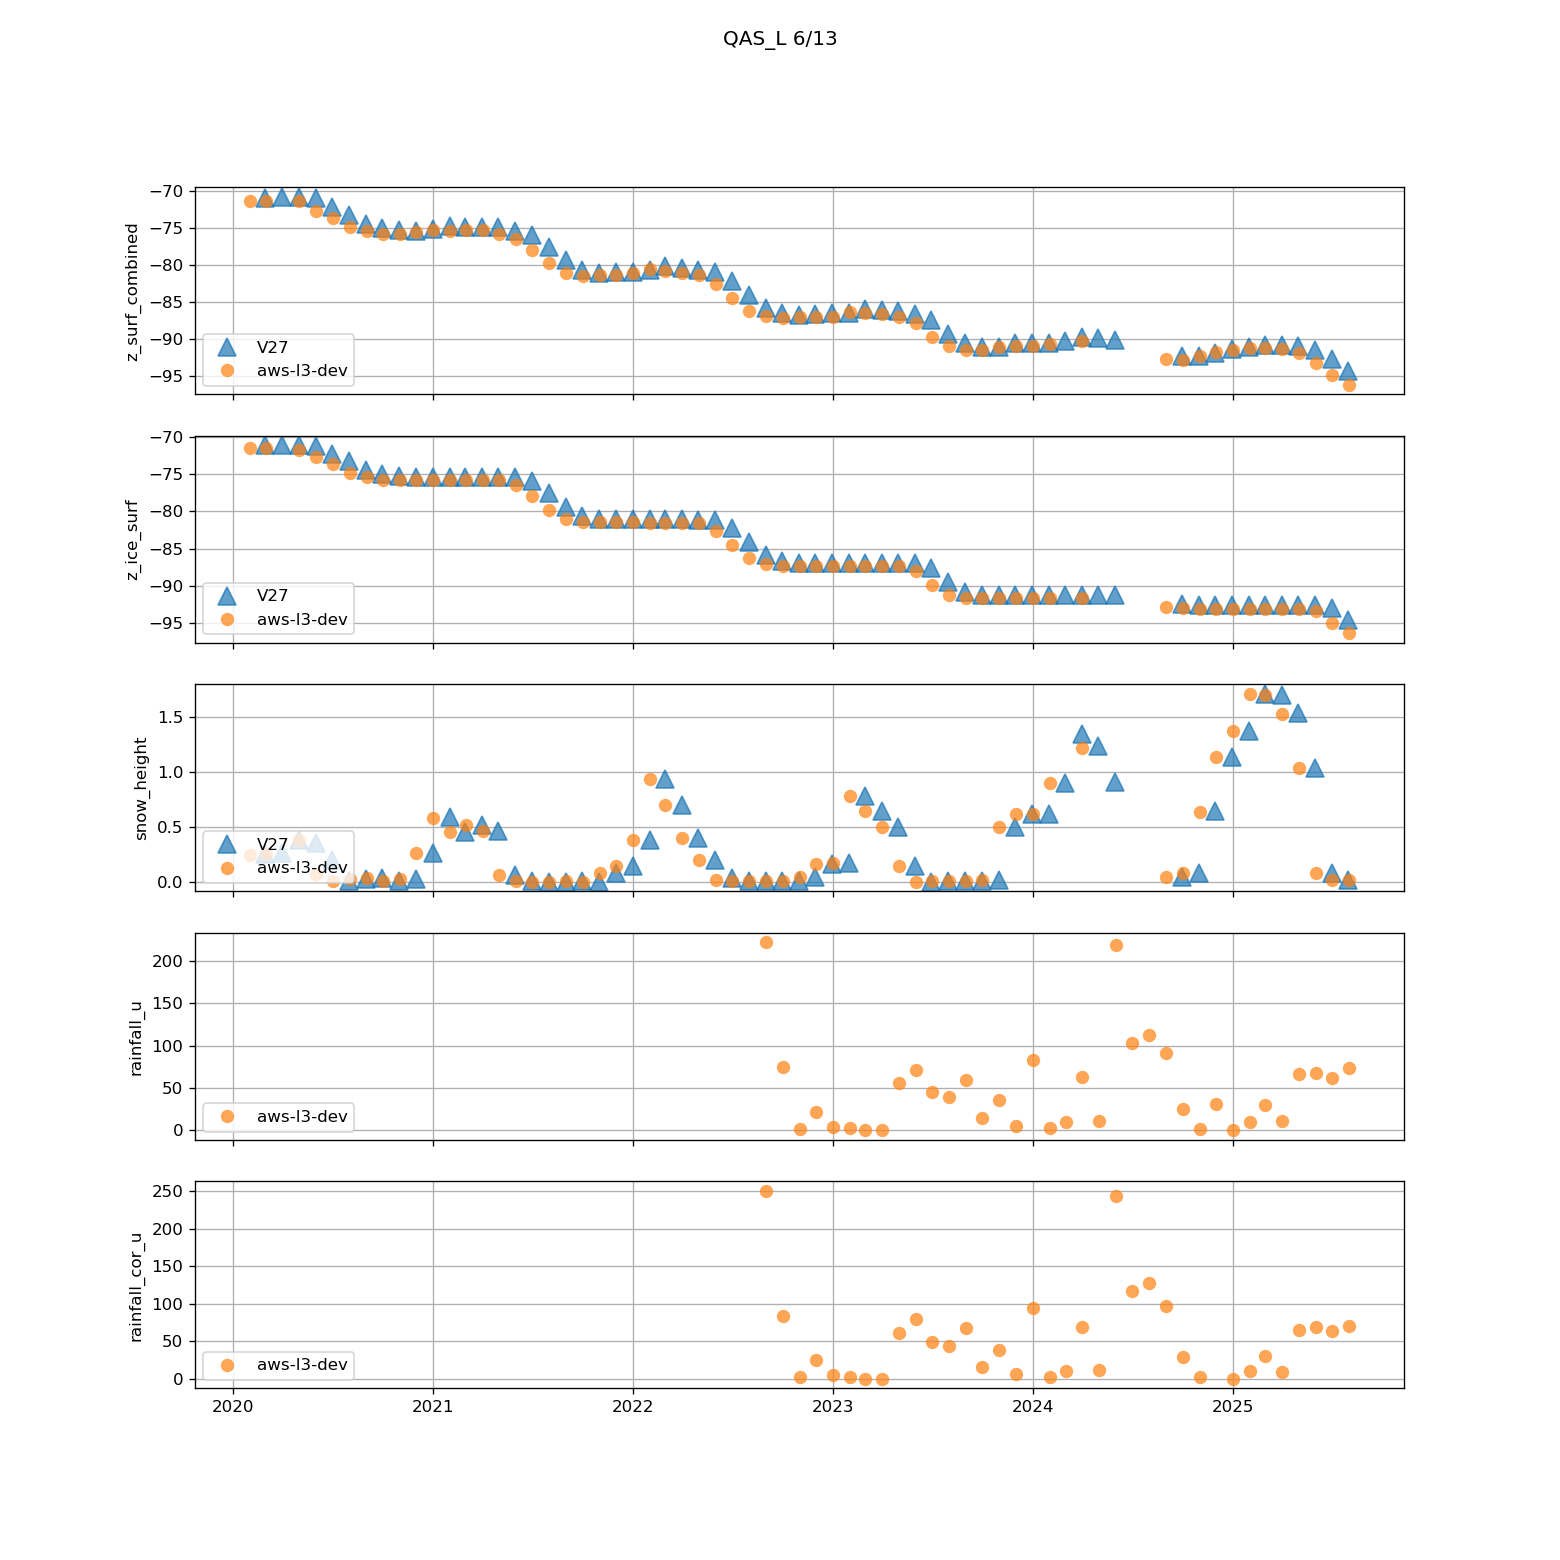 QAS_L 6/13
z_surf_combined
−70
−75
−80
−85
−90
−95
V27
aws-l3-dev
z_ice_surf
−70
−75
−80
−85
−90
−95
V27
aws-l3-dev
snow_height
1.5
1.0
0.5
0.0
V27
aws-l3-dev
rainfall_u
200
150
100
50
0
aws-l3-dev
rainfall_cor_u
250
200
150
100
50
0
aws-l3-dev
2020 2021 2022 2023 2024 2025